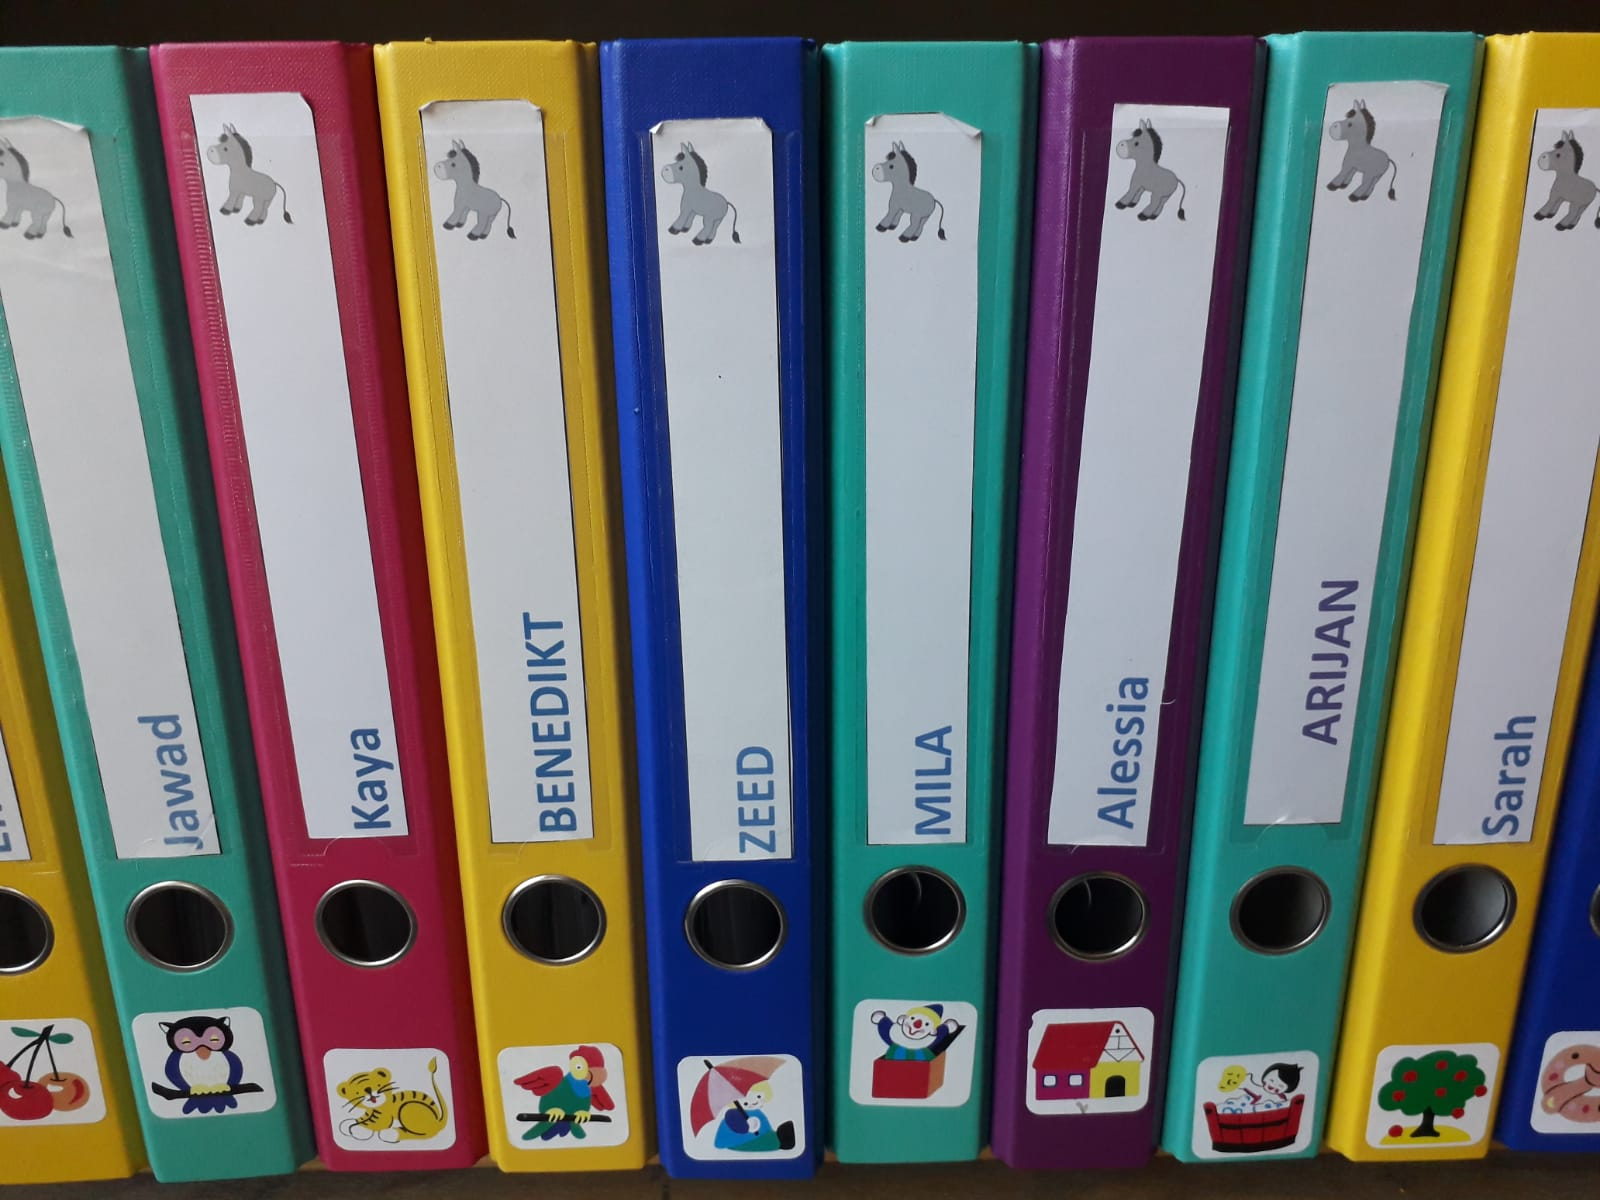 Jawad
Kaya
BENEDIKT
ZEED
MILA
Alessia
ARIJAN
Sarah